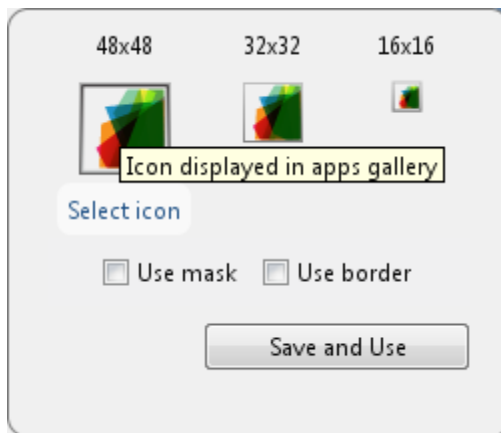 48x48 32x32 16x16
Icon displayed in apps gallery
Select icon
Use mask Use border
Save and Use